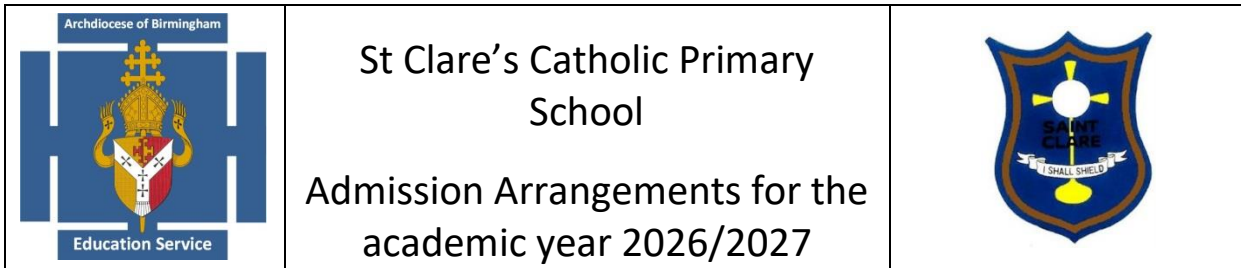 Archdiocese of Birmingham
Education Service
St Clare’s Catholic Primary
School
Admission Arrangements for the
academic year 2026/2027
SAINT
CLARE
I SHALL SHIELD